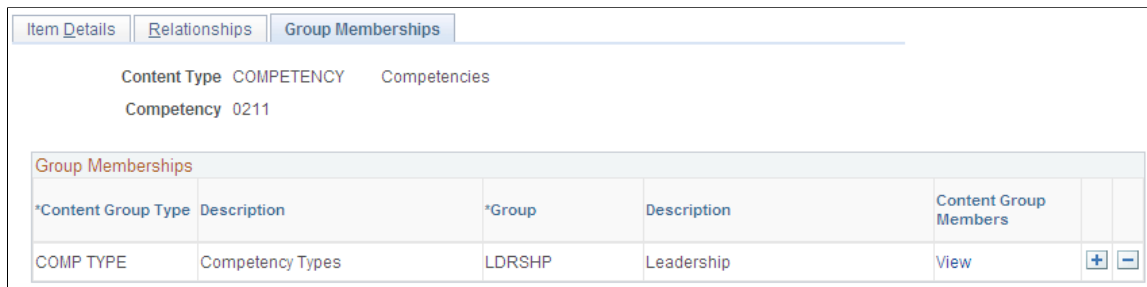 Item Details Relationships Group Memberships
Content Type COMPETENCY Competencies
Competency 0211
Group Memberships
*Content Group Type Description *Group Description Content Group Members
COMP TYPE Competency Types LDRSHP Leadership View + −